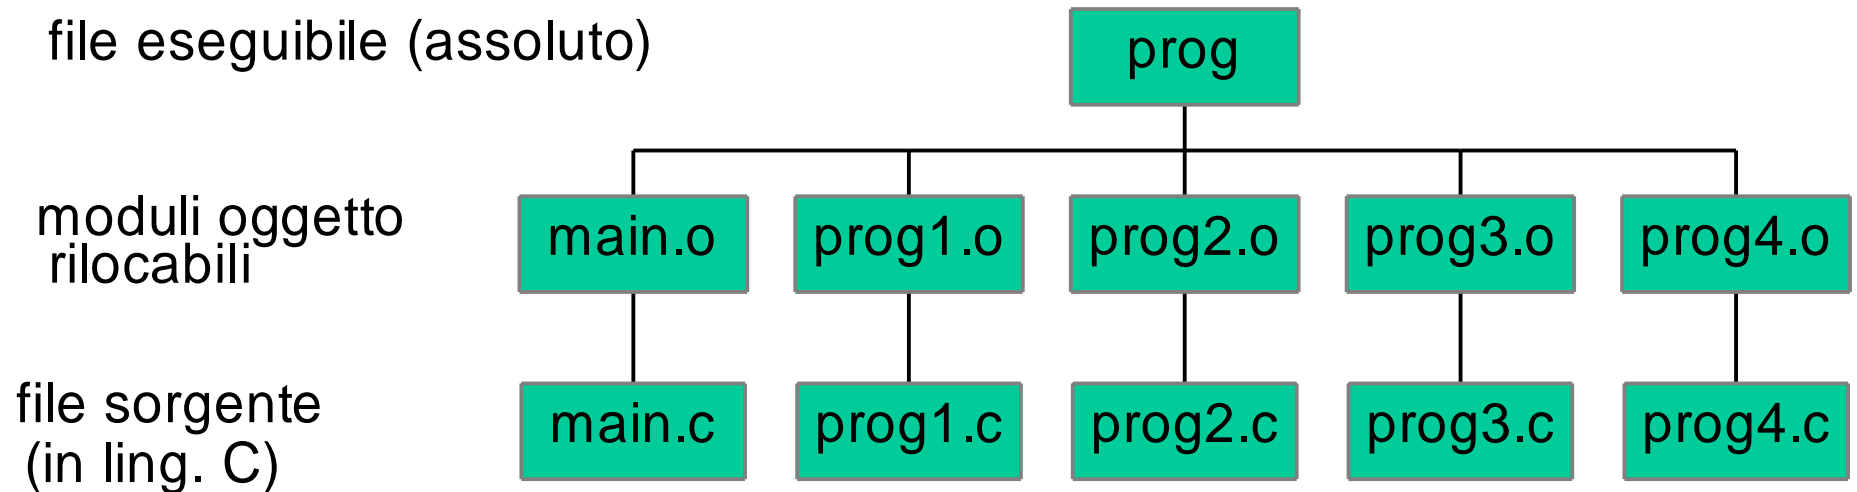 file eseguibile (assoluto)
prog
moduli oggetto
rilocabili
main.o
prog1.o
prog2.o
prog3.o
prog4.o
file sorgente
(in ling. C)
main.c
prog1.c
prog2.c
prog3.c
prog4.c